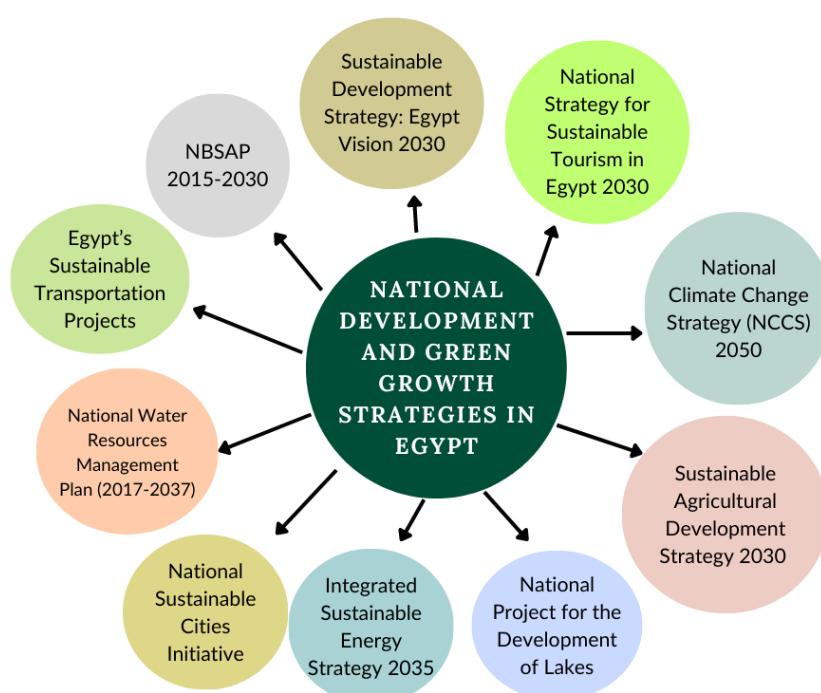 Sustainable
Development
Strategy: Egypt
Vision 2030
National
Strategy for
Sustainable
Tourism in
Egypt 2030
NBSAP
2015-2030
Egypt’s
Sustainable
Transportation
Projects
NATIONAL
DEVELOPMENT
AND GREEN
GROWTH
STRATEGIES IN
EGYPT
National
Climate Change
Strategy (NCCS)
2050
National Water
Resources
Management
Plan (2017-2037)
Sustainable
Agricultural
Development
Strategy 2030
National
Sustainable
Cities
Initiative
Integrated
Sustainable
Energy
Strategy 2035
National
Project for the
Development
of Lakes